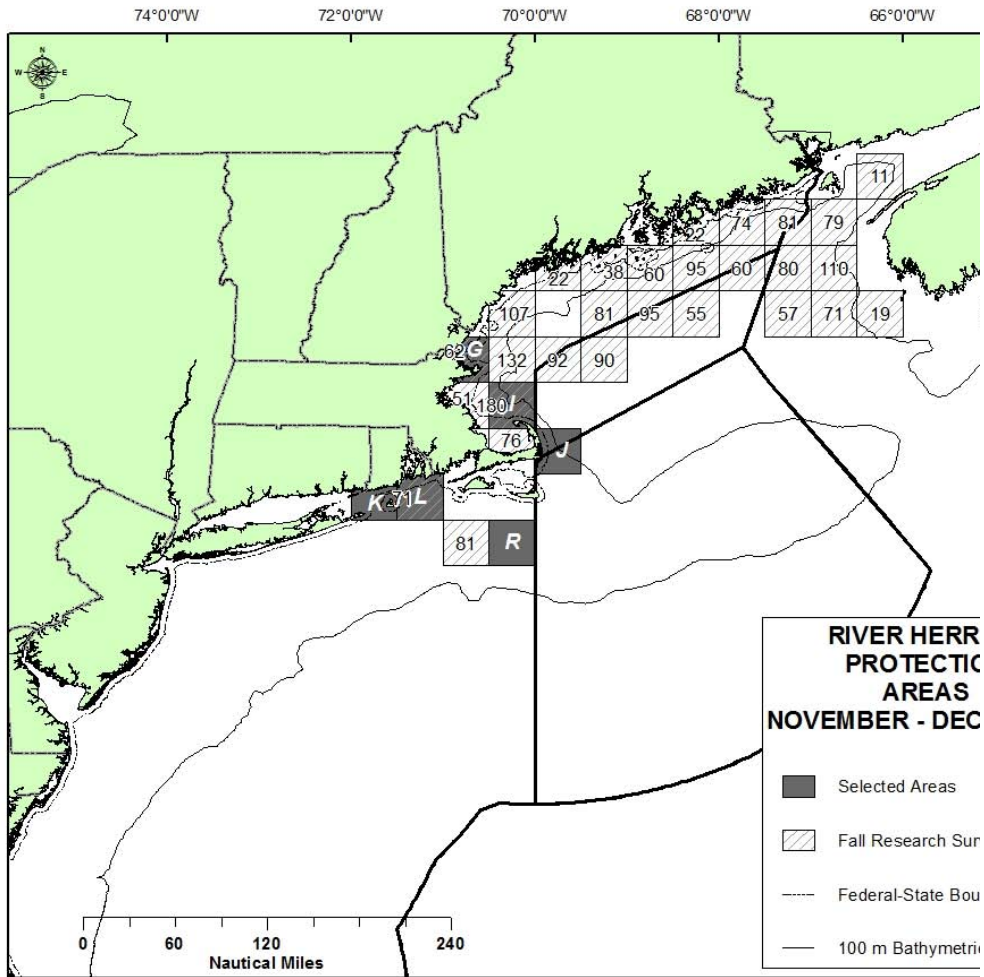 74°0'0"W 72°0'0"W 70°0'0"W 68°0'0"W 66°0'0"W
N
W E
S
11
22 74 81 79
22 38 60 95 60 80 110
107 81 95 55 57 71 19
62 G 132 92 90
51 180 I
76 J
K 71 L
81 R
RIVER HERR
PROTECTIO
AREAS
NOVEMBER - DEC
Selected Areas
Fall Research Sur
Federal-State Bou
100 m Bathymetri
0 60 120 240
Nautical Miles